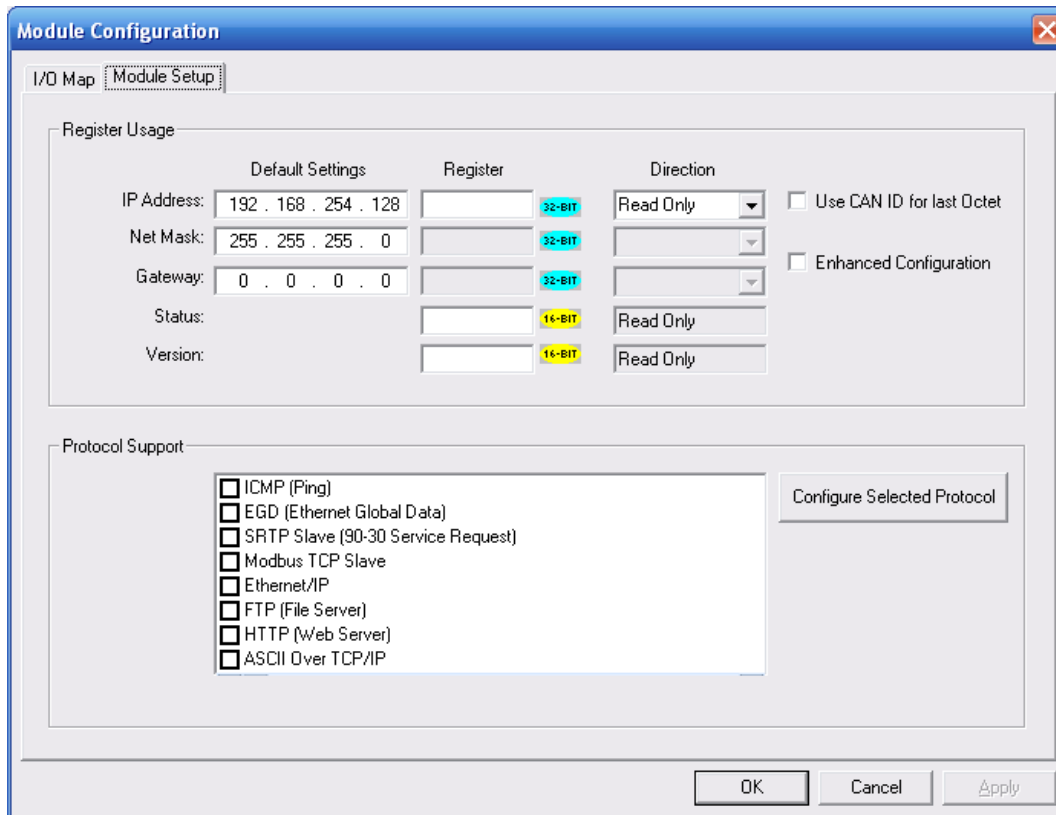 Module Configuration
I/O Map Module Setup
Register Usage
Default Settings Register Direction
IP Address: 192 . 168 . 254 . 128 32-BIT Read Only Use CAN ID for last Octet
Net Mask: 255 . 255 . 255 . 0 32-BIT
Enhanced Configuration
Gateway: 0 . 0 . 0 . 0 32-BIT
Status: 16-BIT Read Only
Version: 16-BIT Read Only
Protocol Support
ICMP (Ping)
Configure Selected Protocol
EGD (Ethernet Global Data)
SRTP Slave (90-30 Service Request)
Modbus TCP Slave
Ethernet/IP
FTP (File Server)
HTTP (Web Server)
ASCII Over TCP/IP
OK Cancel Apply